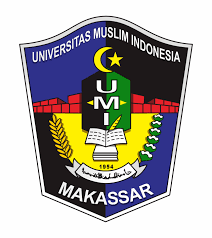 UNIVERSITAS MUSLIM INDONESIA
UMI
1954
MAKASSAR